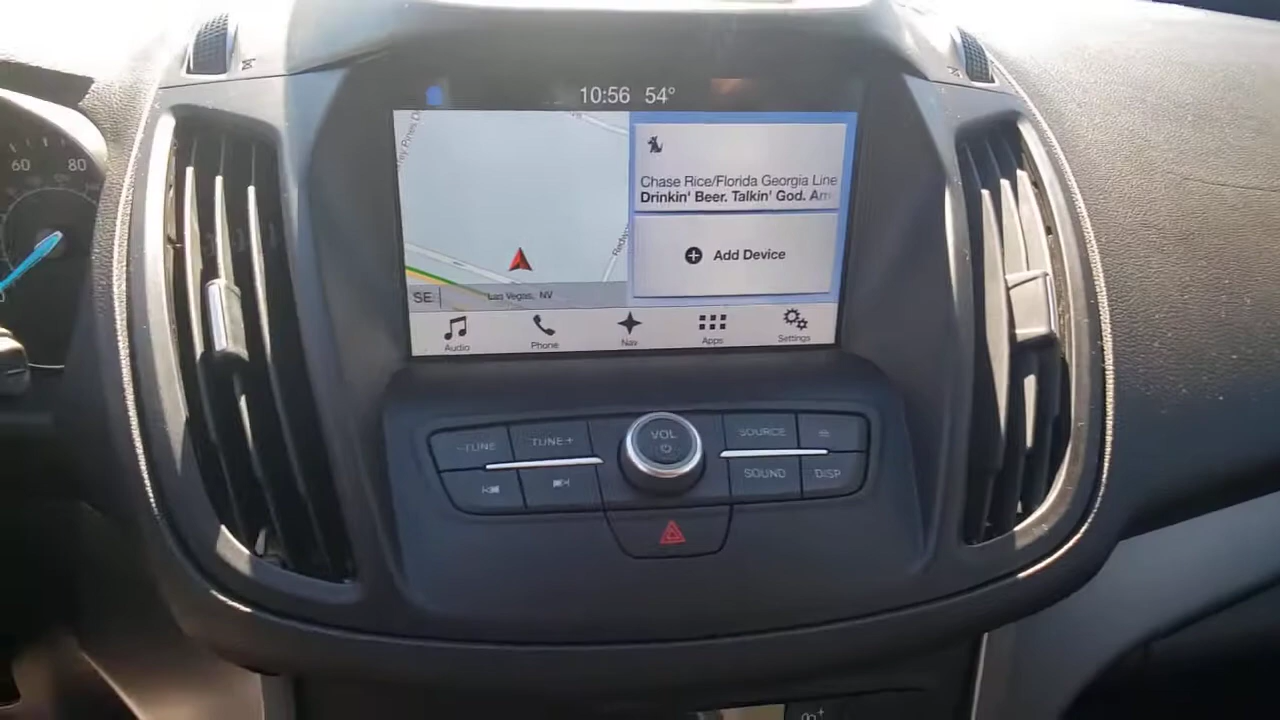 10:56 54°
60 80
Chase Rice/Florida Georgia Line
Drinkin' Beer. Talkin' God. Am
Add Device
SE
Las Vegas, NV
Audio
Phone
Nav
Apps
Settings
-TUNE
TUNE+
VOL
SOURCE
SOUND
DISP